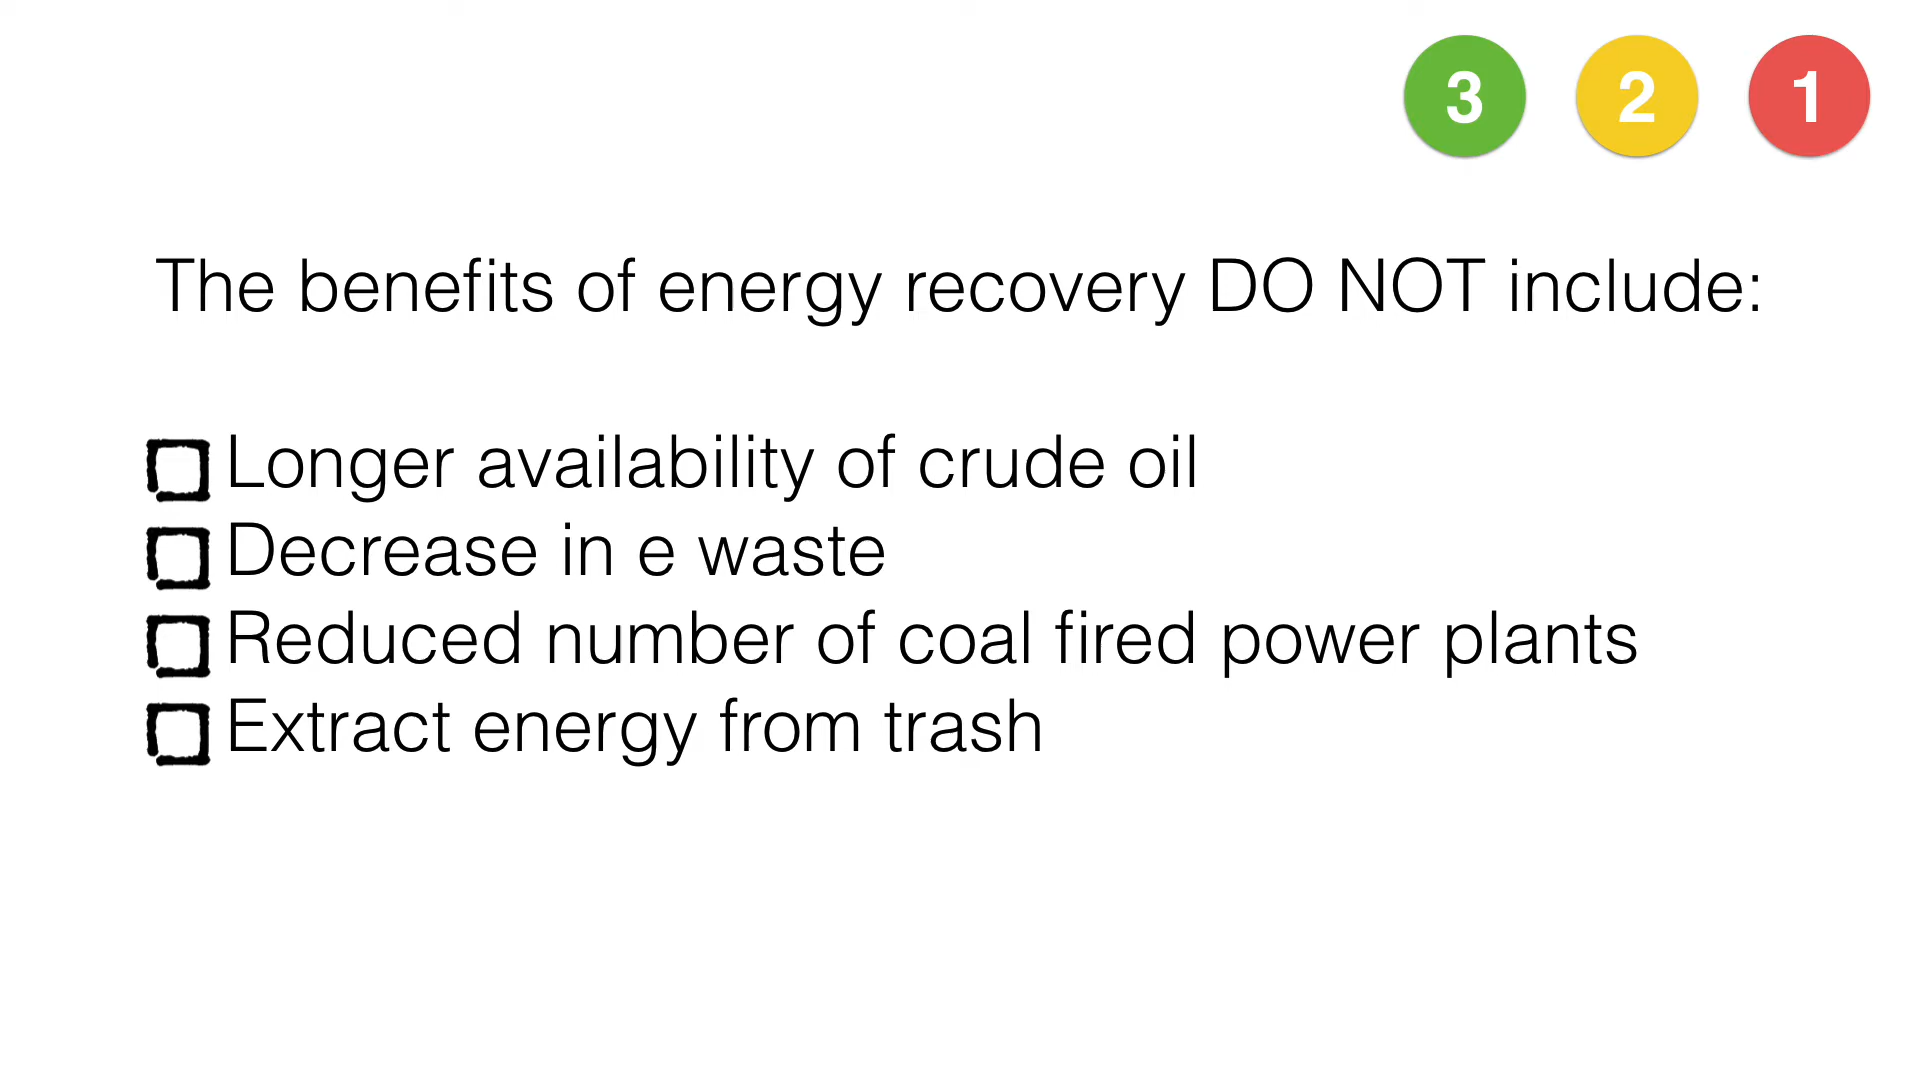 3 2 1
The benefits of energy recovery DO NOT include:
Longer availability of crude oil
Decrease in e waste
Reduced number of coal fired power plants
Extract energy from trash